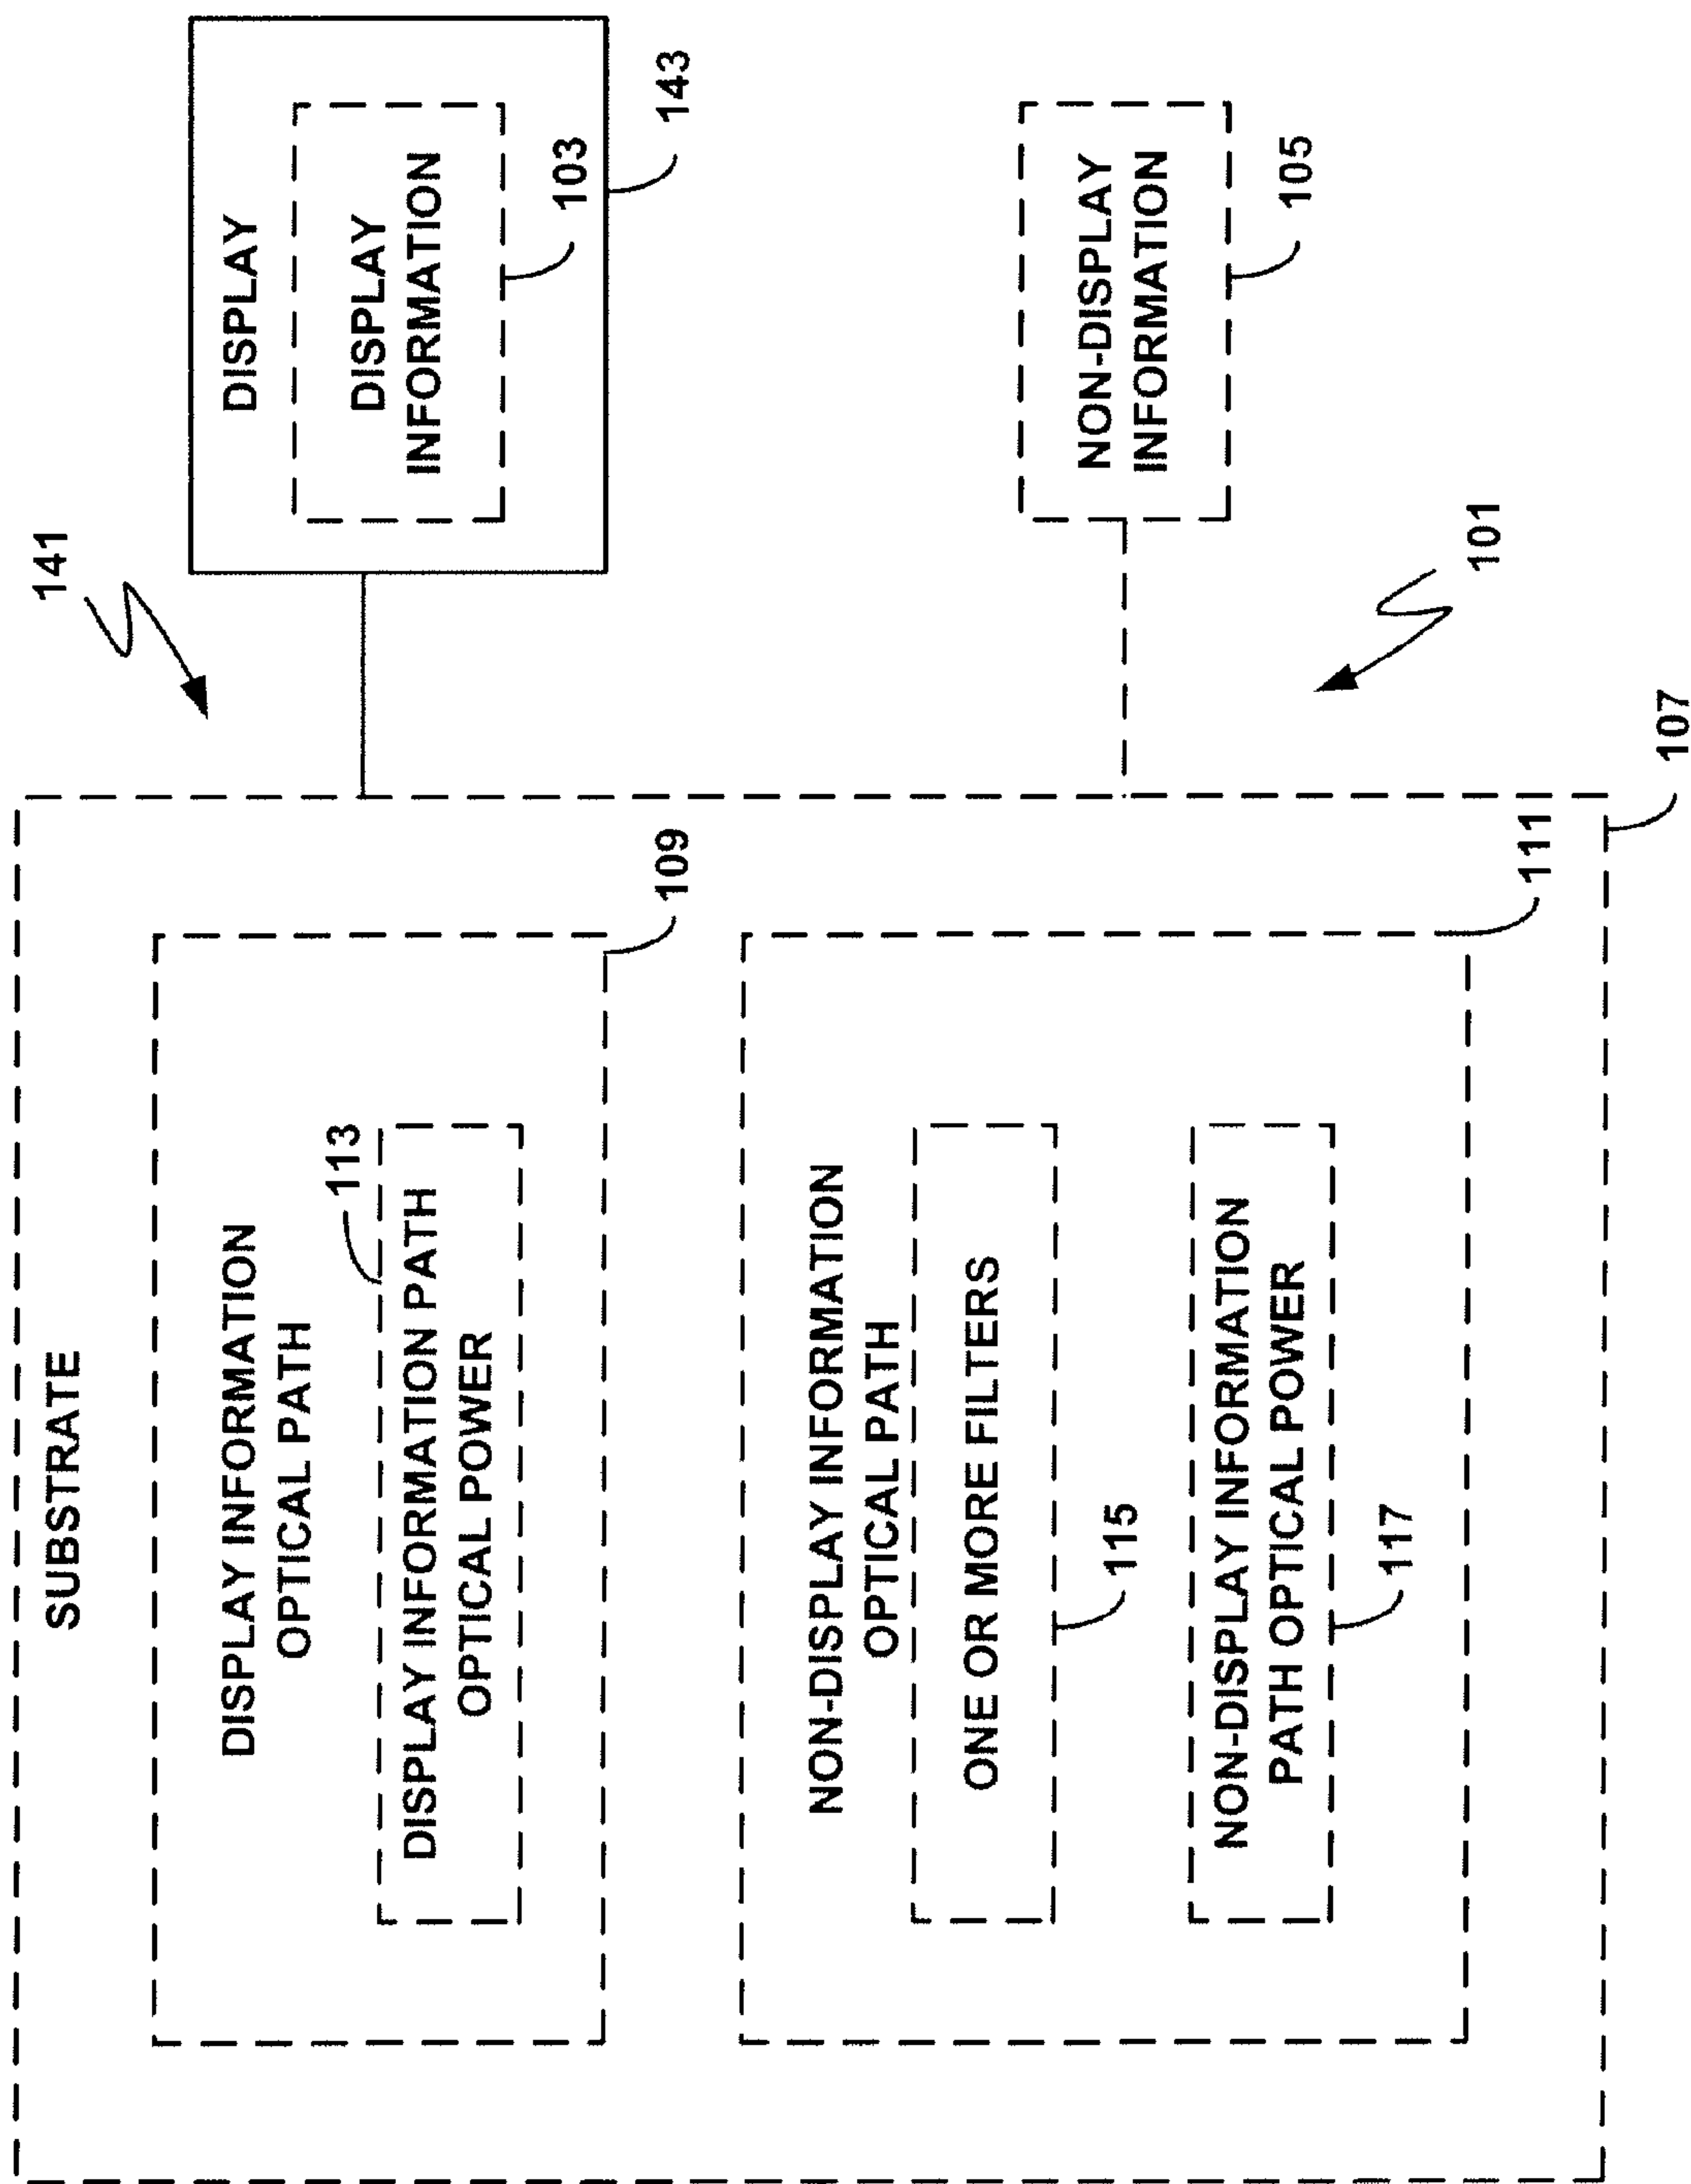 SUBSTRATE
DISPLAY INFORMATION
OPTICAL PATH
113
DISPLAY INFORMATION PATH
OPTICAL POWER
109
NON-DISPLAY INFORMATION
OPTICAL PATH
ONE OR MORE FILTERS
115
NON-DISPLAY INFORMATION
PATH OPTICAL POWER
117
111
107
141
DISPLAY
DISPLAY
INFORMATION
103
143
NON-DISPLAY
INFORMATION
105
101